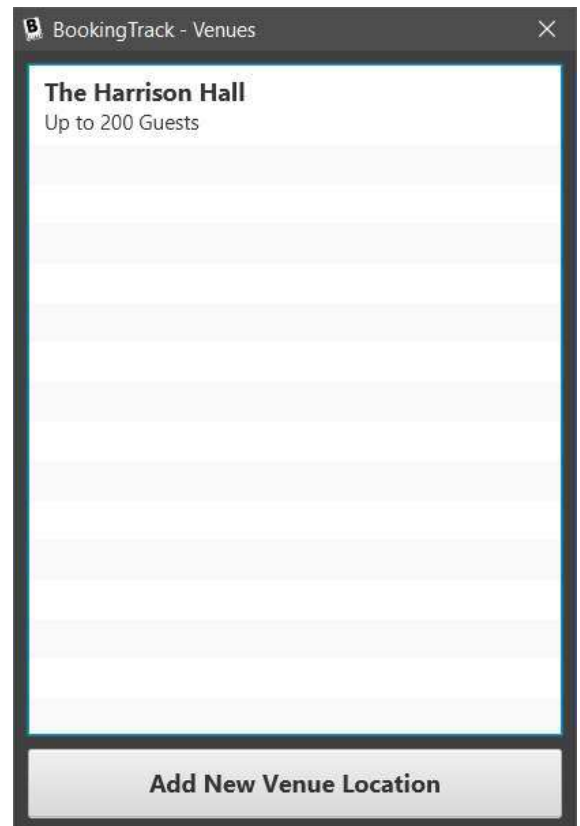 BookingTrack - Venues
The Harrison Hall
Up to 200 Guests
Add New Venue Location